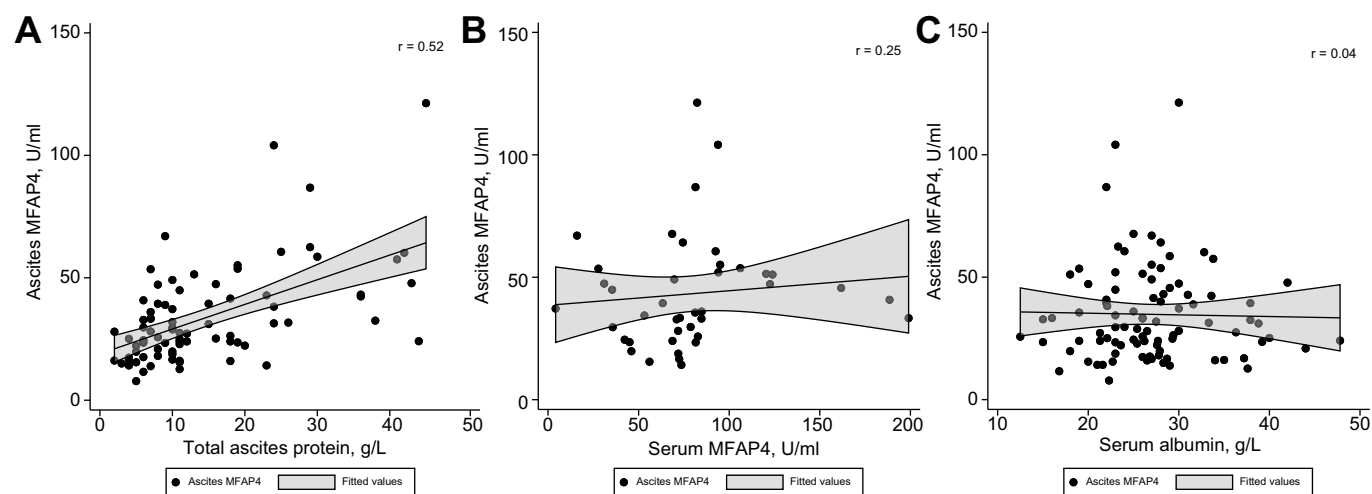 A
r = 0.52
Ascites MFAP4, U/ml
150
100
50
0
0 10 20 30 40 50
Total ascites protein, g/L
Ascites MFAP4 Fitted values
B
r = 0.25
Ascites MFAP4, U/ml
150
100
50
0
0 50 100 150 200
Serum MFAP4, U/ml
Ascites MFAP4 Fitted values
C
r = 0.04
Ascites MFAP4, U/ml
150
100
50
0
10 20 30 40 50
Serum albumin, g/L
Ascites MFAP4 Fitted values